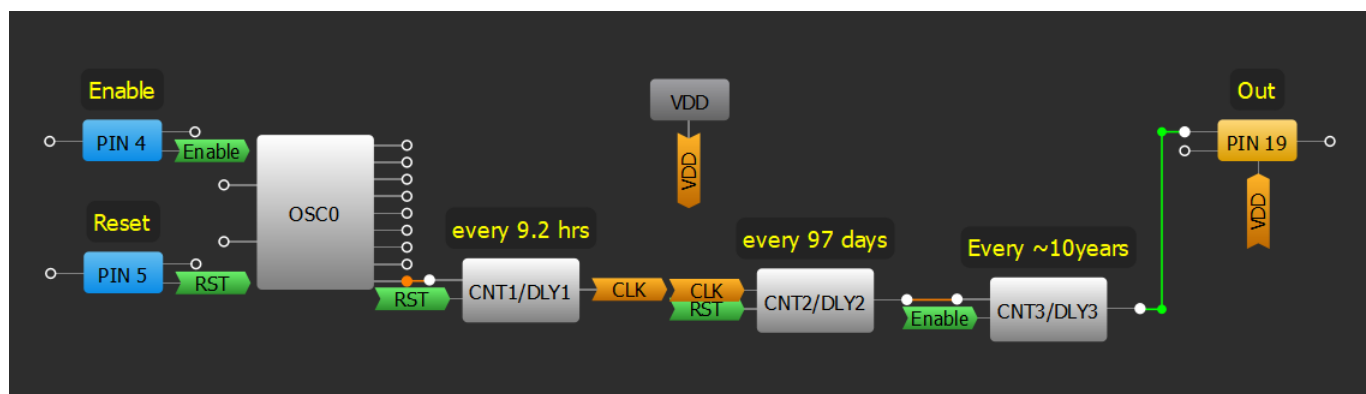 Enable
PIN 4
Enable
Reset
PIN 5
RST
OSC0
RST
every 9.2 hrs
CNT1/DLY1
CLK
VDD
VDD
CLK
RST
every 97 days
CNT2/DLY2
Enable
Every ~10years
CNT3/DLY3
Out
PIN 19
VDD